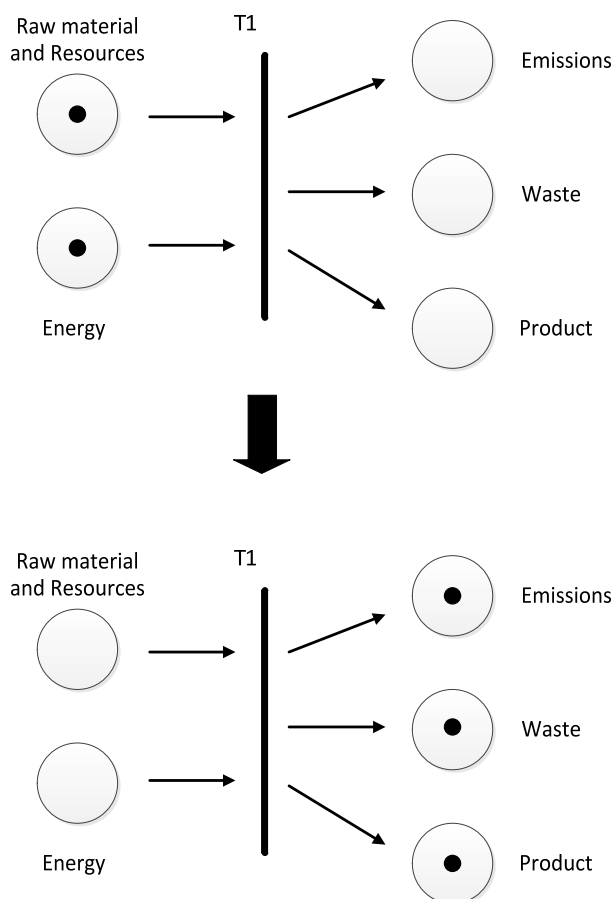 Raw material
and Resources
T1
Emissions
Waste
Energy
Product
Raw material
and Resources
T1
Emissions
Waste
Energy
Product